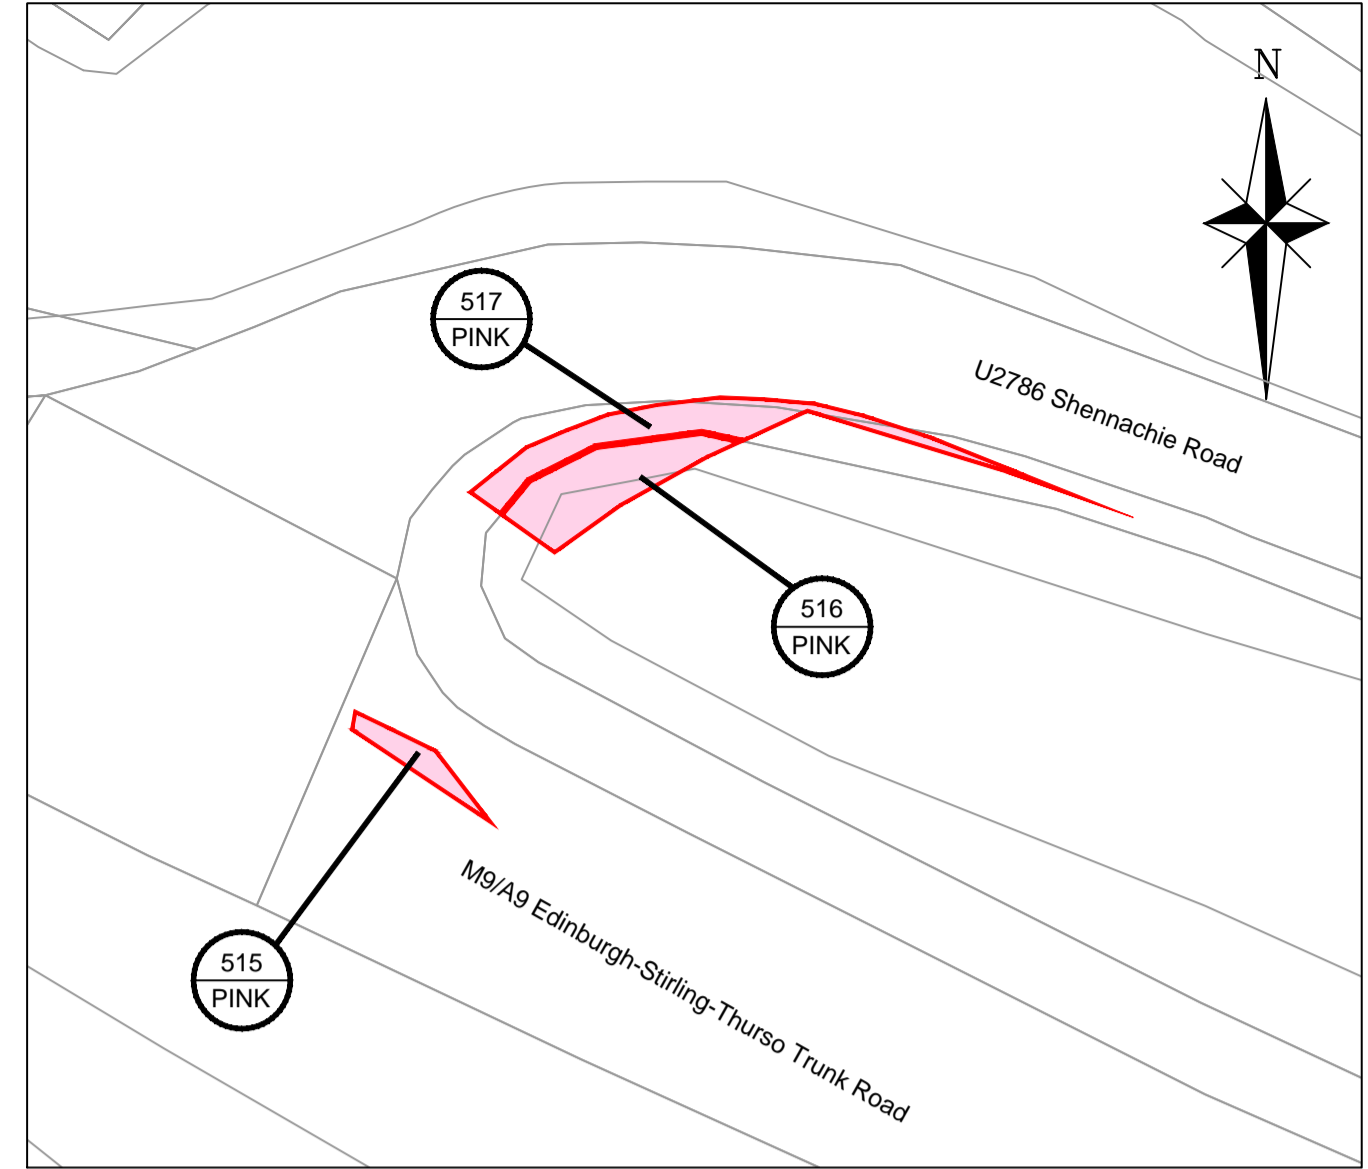 N
517
PINK
U2786 Shennachie Road
516
PINK
M9/A9 Edinburgh-Stirling-Thurso Trunk Road
515
PINK